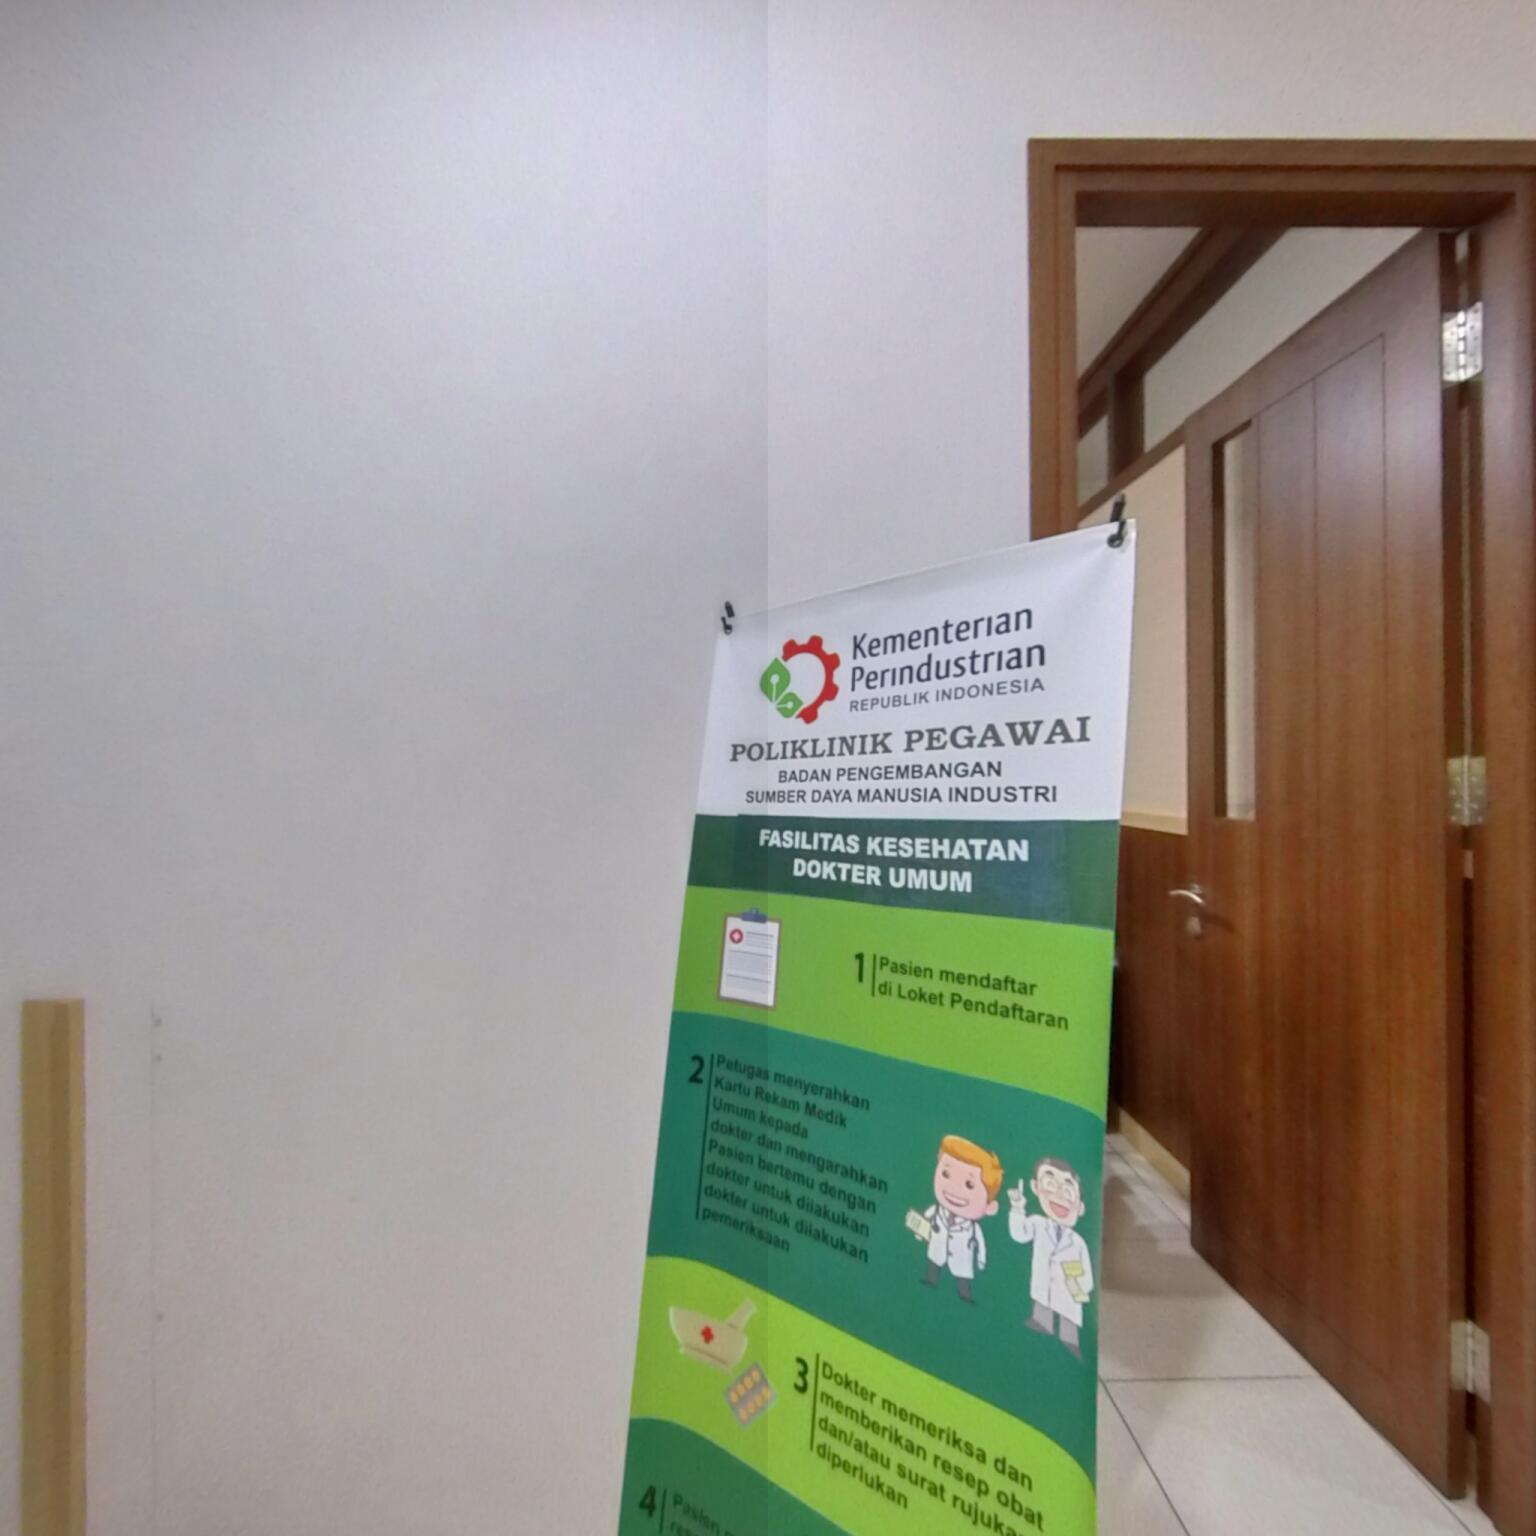 Kementerian
Perindustrian
REPUBLIK INDONESIA
POLIKLINIK PEGAWAI
BADAN PENGEMBANGAN
SUMBER DAYA MANUSIA INDUSTRI
FASILITAS KESEHATAN
DOKTER UMUM
1
Pasien mendaftar
di Loket Pendaftaran
2
Petugas menyerahkan
Kartu Rekam Medik
Umum kepada
dokter dan mengarahkan
Pasien bertemu dengan
dokter untuk dilakukan
dokter untuk dilakukan
pemeriksaan
3
Dokter memeriksa dan
memberikan resep obat
dan/atau surat
diperlukan
4
Pasien